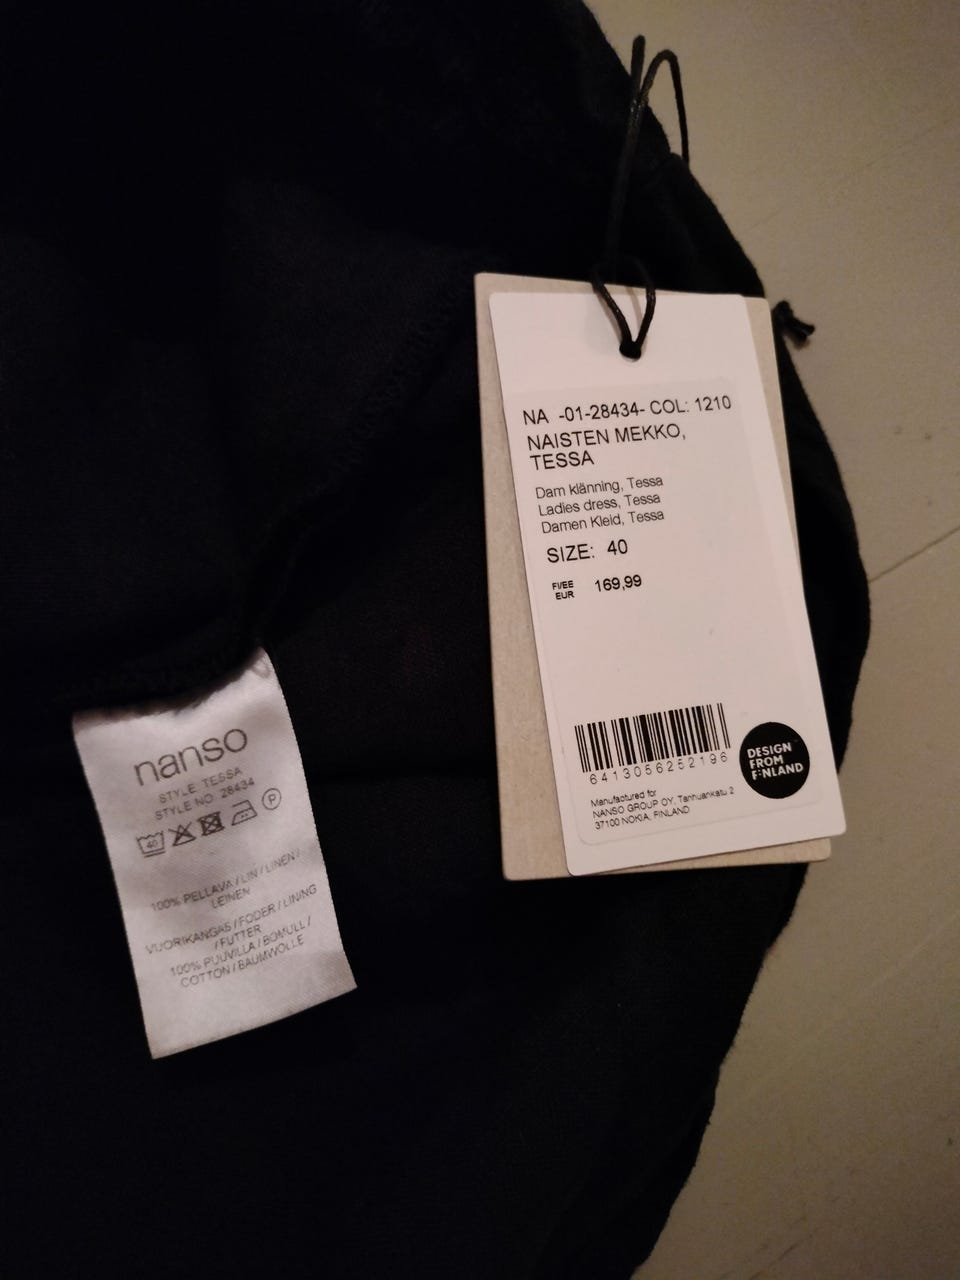 NA -01-28434- COL: 1210
NAISTEN MEKKO,
TESSA
Dam klänning, Tessa
Ladies dress, Tessa
Damen Kleid, Tessa
SIZE: 40
FI/EE
EUR
169,99
6413056252196
DESIGN
FROM
FINLAND
Manufactured for
NANSO GROUP OY, Tanhuankatu 2
37100 NOKIA, FINLAND
nanso
STYLE TESSA
STYLE NO. 28434
40
P
100% PELLAVA / LIN / LINEN /
LEINEN
VUORIKANGAS / FODER / LINING
/ FUTTER
100% PUUVILLA / BOMULL /
COTTON / BAUMWOLLE